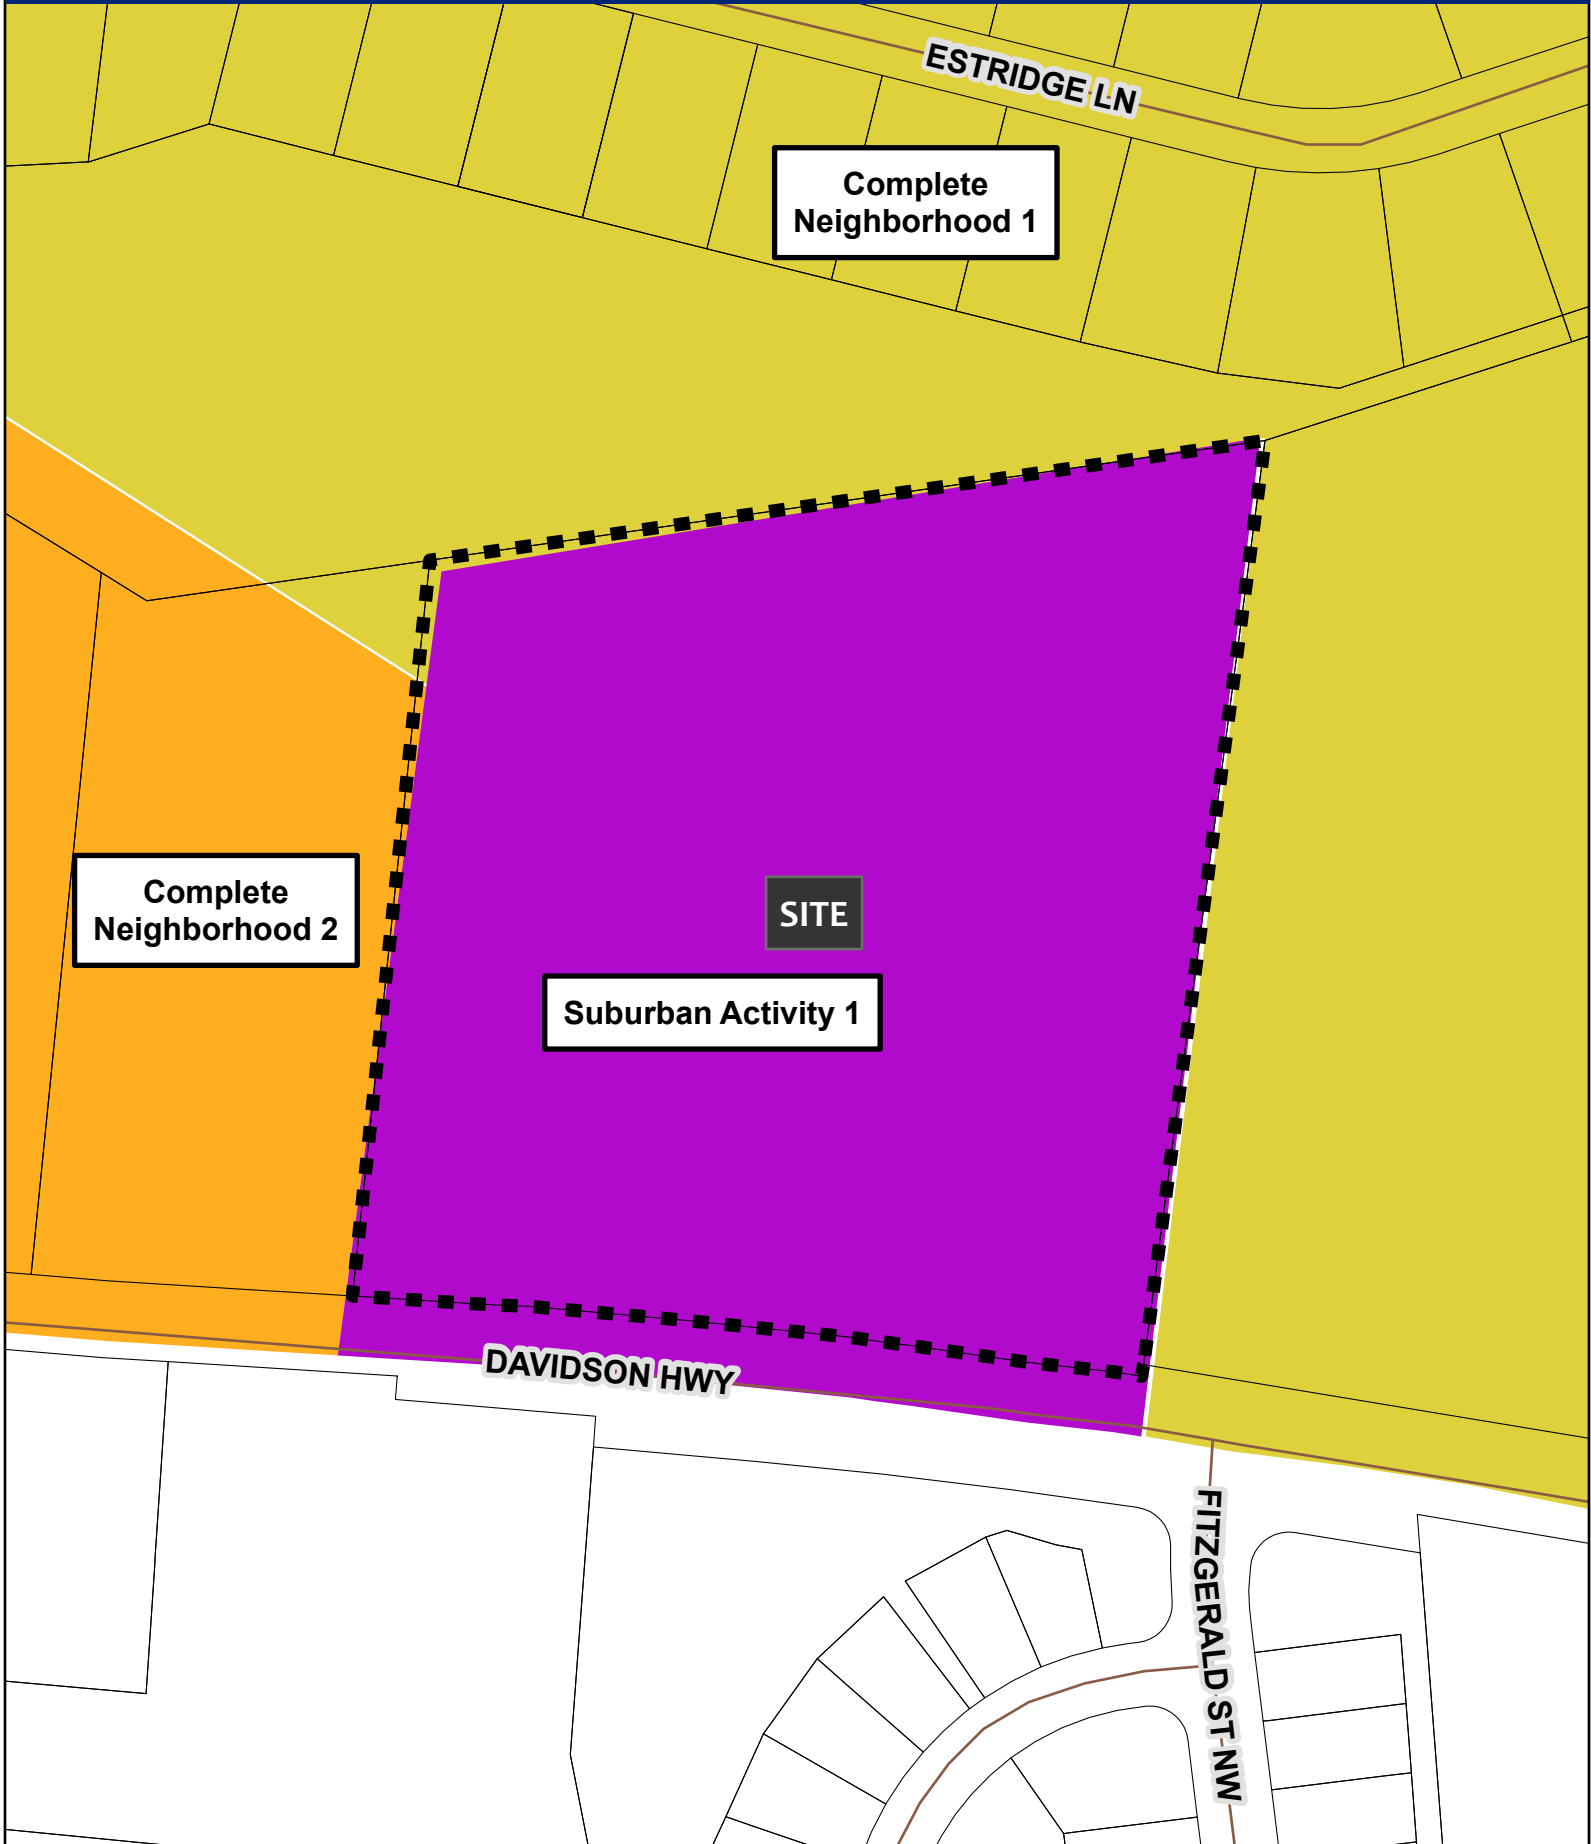 ESTRIDGE LN
Complete
Neighborhood 1
Complete
Neighborhood 2
SITE
Suburban Activity 1
DAVIDSON HWY
FITZGERALD ST NW